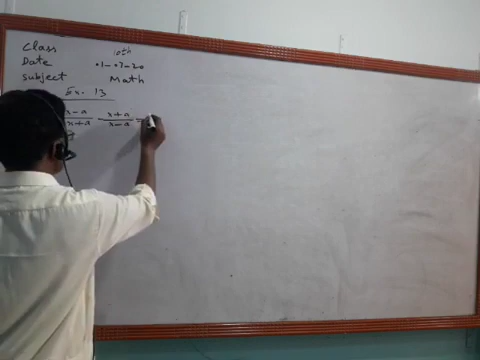 Class 10th
Date 01-07-20
Subject Math
Ex. 13
x-a/x+a - x+a/x-a =